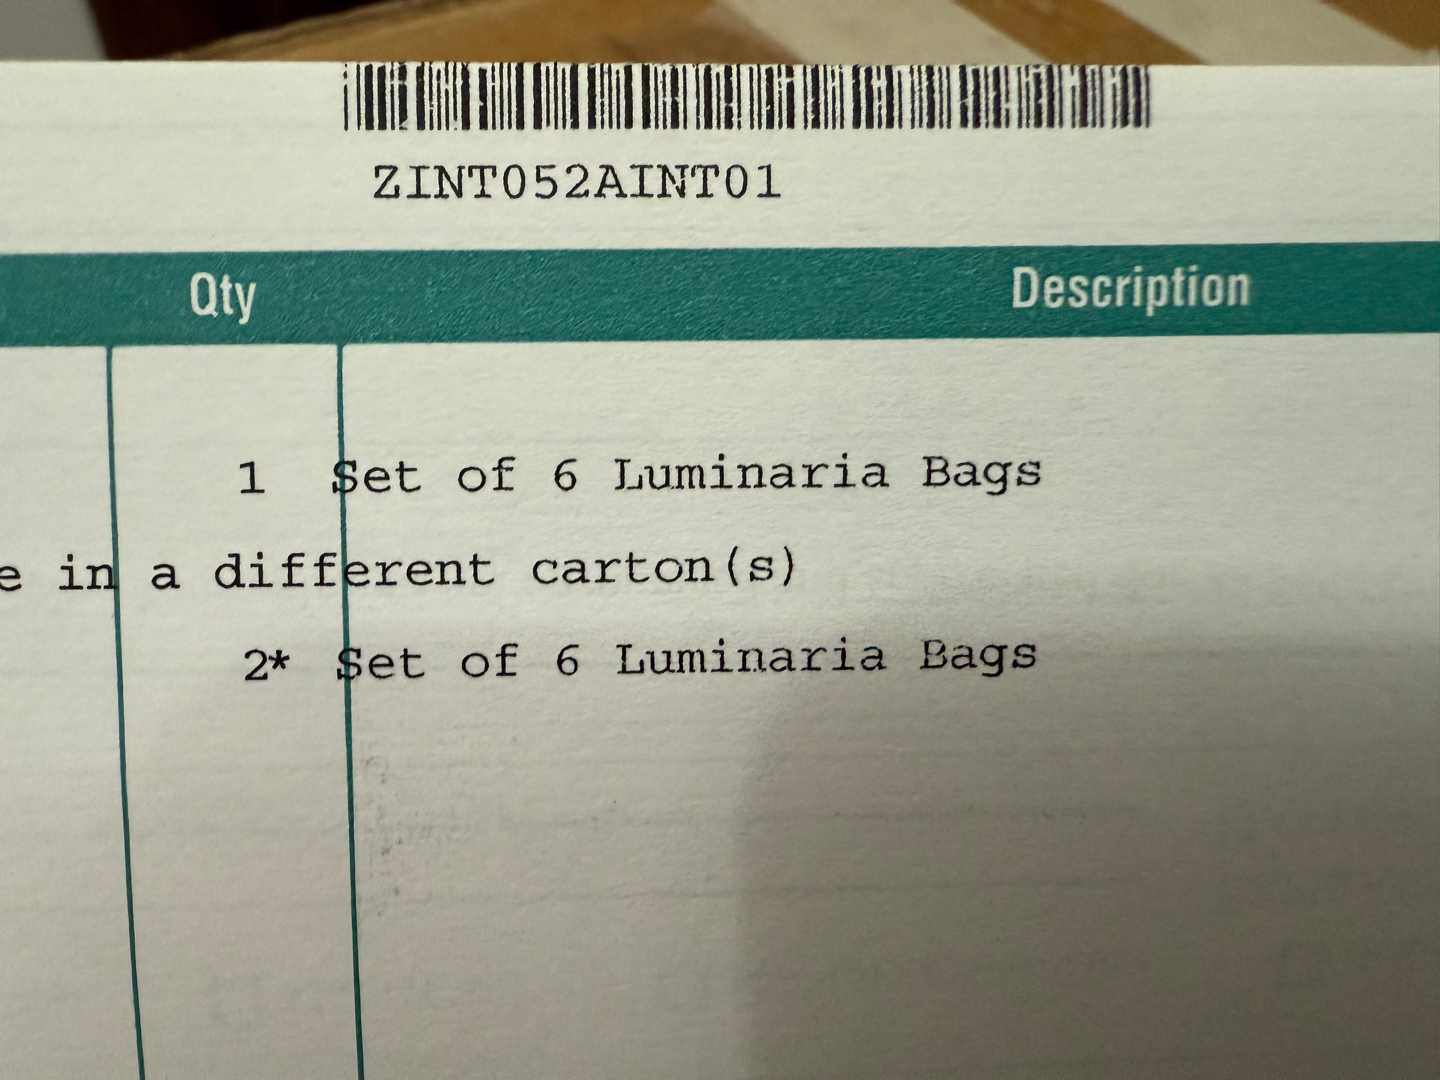 ZINT052AINT01
Qty Description
1 Set of 6 Luminaria Bags
e in a different carton(s)
2* Set of 6 Luminaria Bags